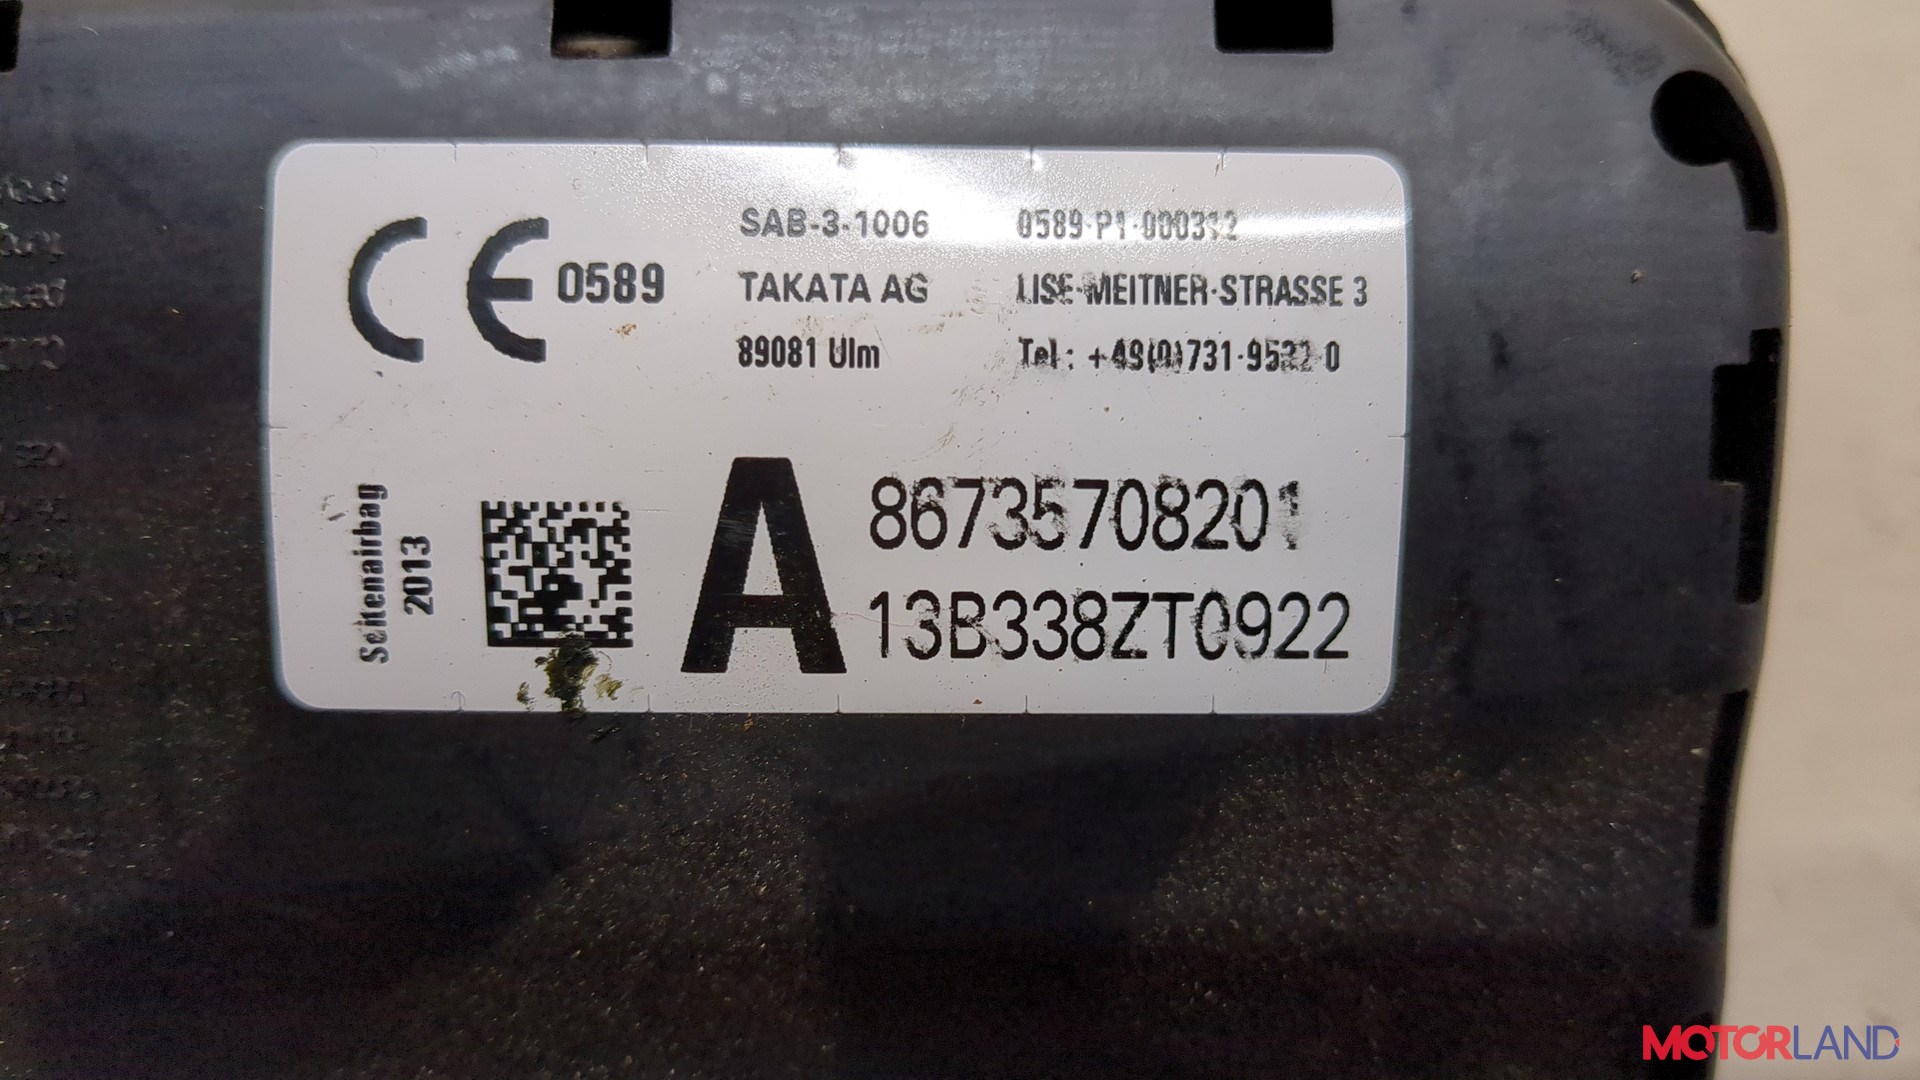 CE 0589
SAB-3-1006 0589-P1-000312
TAKATA AG LISE-MEITNER-STRASSE 3
89081 Ulm Tel: +49(0)731-9532-0
Seitenairbag
2013
A
86735708201
13B338ZT0922
MOTORLAND